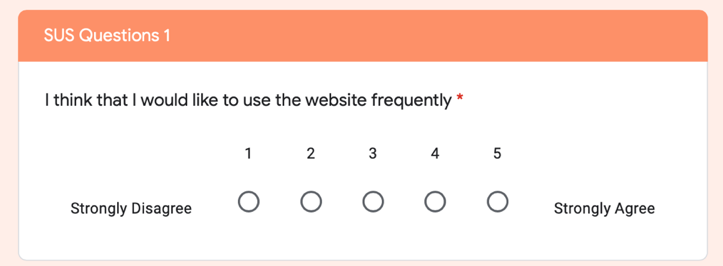 SUS Questions 1
I think that I would like to use the website frequently *
1 2 3 4 5
Strongly Disagree Strongly Agree